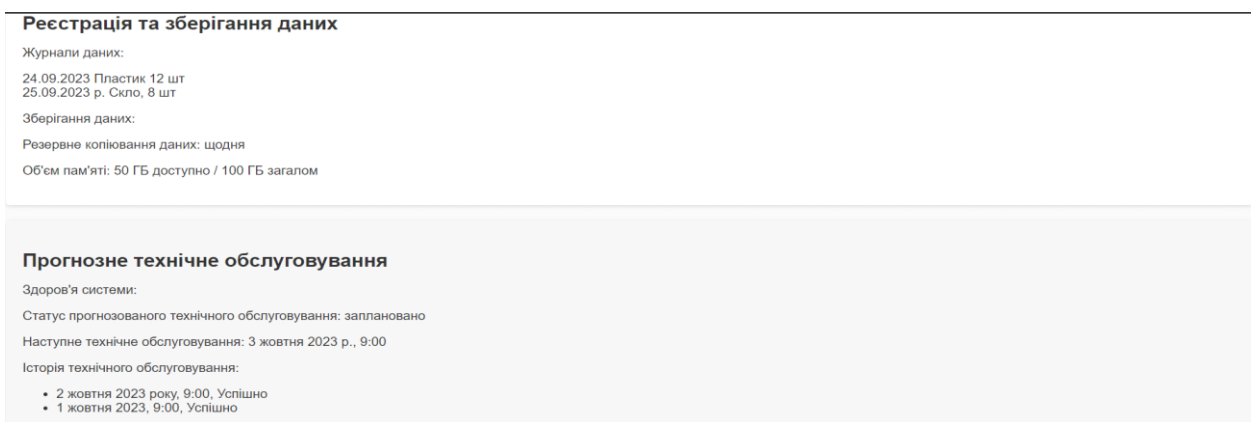 Реєстрація та зберігання даних
Журнали даних:
24.09.2023 Пластик 12 шт
25.09.2023 р. Скло, 8 шт
Зберігання даних:
Резервне копіювання даних: щодня
Об'єм пам'яті: 50 ГБ доступно / 100 ГБ загалом
Прогнозне технічне обслуговування
Здоров'я системи:
Статус прогнозованого технічного обслуговування: заплановано
Наступне технічне обслуговування: 3 жовтня 2023 р., 9:00
Історія технічного обслуговування:
• 2 жовтня 2023 року, 9:00, Успішно
• 1 жовтня 2023, 9:00, Успішно